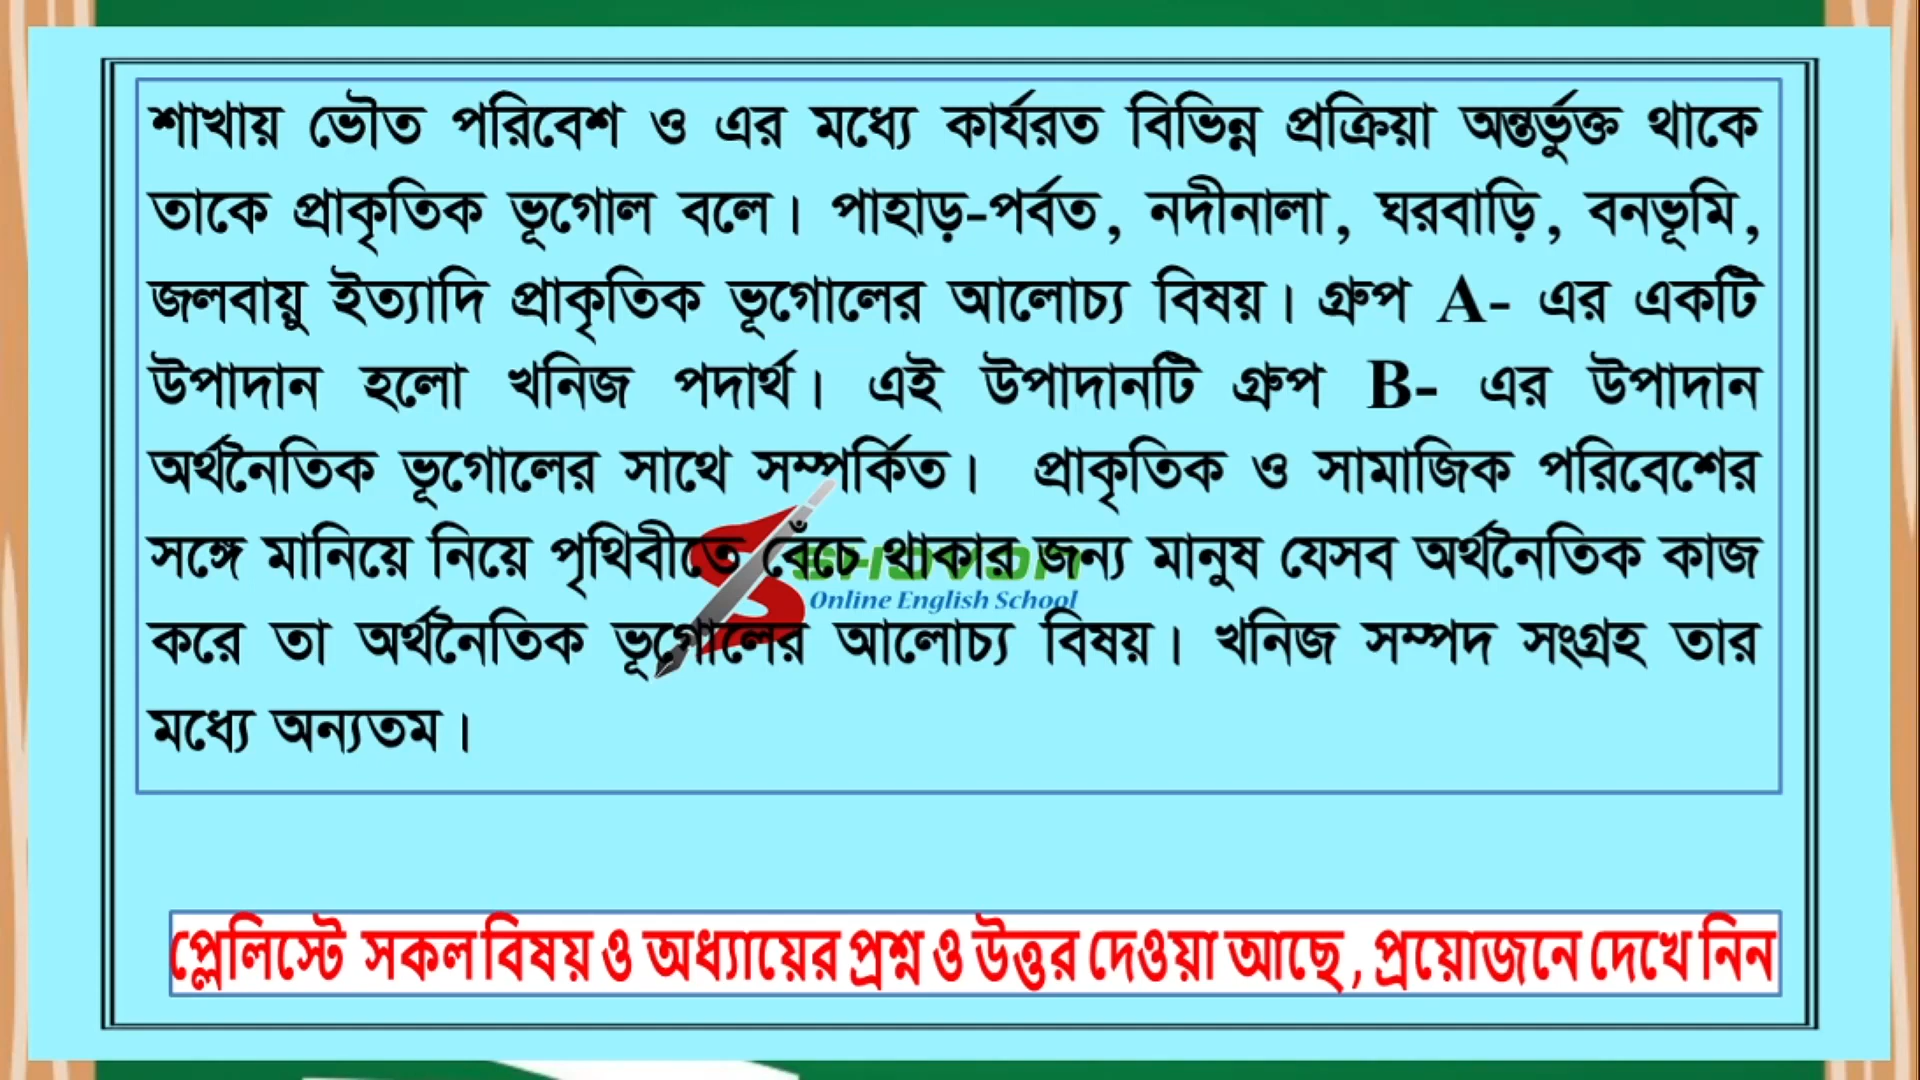 শাখায় ভৌত পরিবেশ ও এর মধ্যে কার্যরত বিভিন্ন প্রক্রিয়া অন্তর্ভুক্ত থাকে
তাকে প্রাকৃতিক ভূগোল বলে। পাহাড়-পর্বত, নদীনালা, ঘরবাড়ি, বনভূমি,
জলবায়ু ইত্যাদি প্রাকৃতিক ভূগোলের আলোচ্য বিষয়। গ্রুপ A- এর একটি
উপাদান হলো খনিজ পদার্থ। এই উপাদানটি গ্রুপ B- এর উপাদান
অর্থনৈতিক ভূগোলের সাথে সম্পর্কিত। প্রাকৃতিক ও সামাজিক পরিবেশের
সঙ্গে মানিয়ে নিয়ে পৃথিবীতে বেঁচে থাকার জন্য মানুষ যেসব অর্থনৈতিক কাজ
Online English School
করে তা অর্থনৈতিক ভূগোলের আলোচ্য বিষয়। খনিজ সম্পদ সংগ্রহ তার
মধ্যে অন্যতম।
প্লেলিস্টে সকল বিষয় ও অধ্যায়ের প্রশ্ন ও উত্তর দেওয়া আছে, প্রয়োজনে দেখে নিন